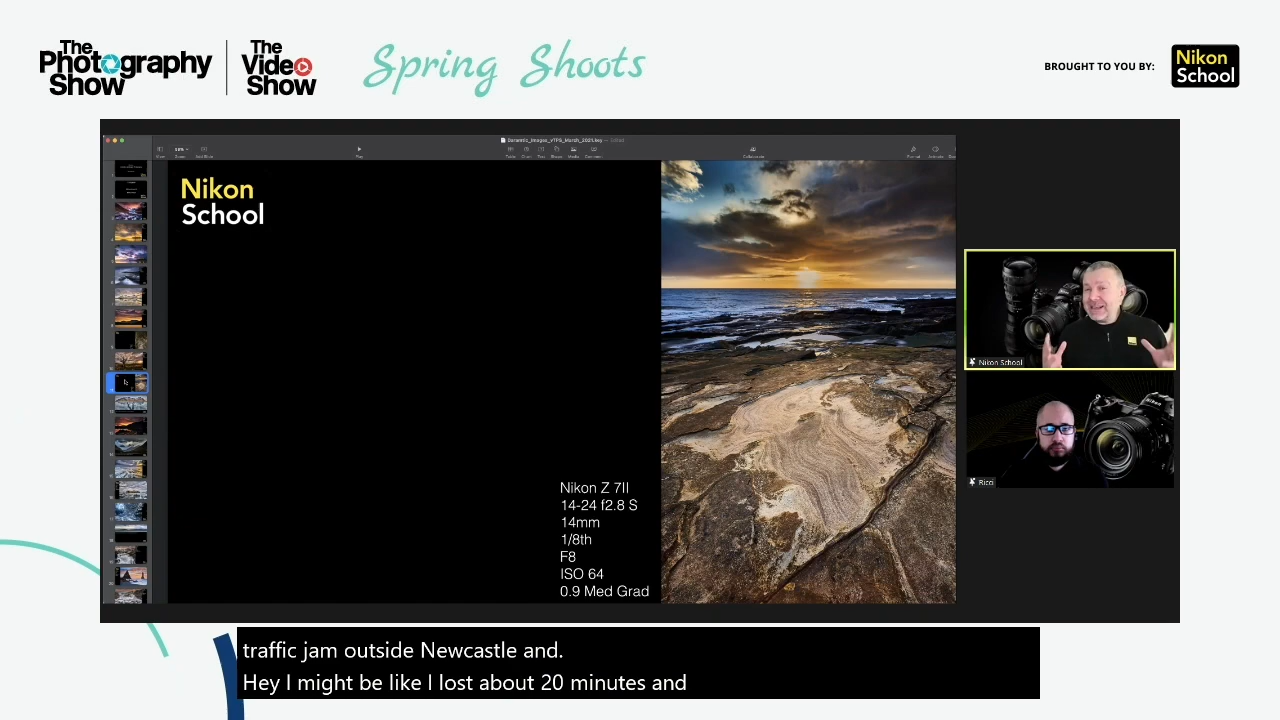 The
Photography
Show
The
Video
Show
Spring Shoots
BROUGHT TO YOU BY:
Nikon
School
Nikon
School
Nikon Z 7II
14-24 f2.8 S
14mm
1/8th
F8
ISO 64
0.9 Med Grad
Nikon School
Ricci
traffic jam outside Newcastle and.
Hey I might be like I lost about 20 minutes and